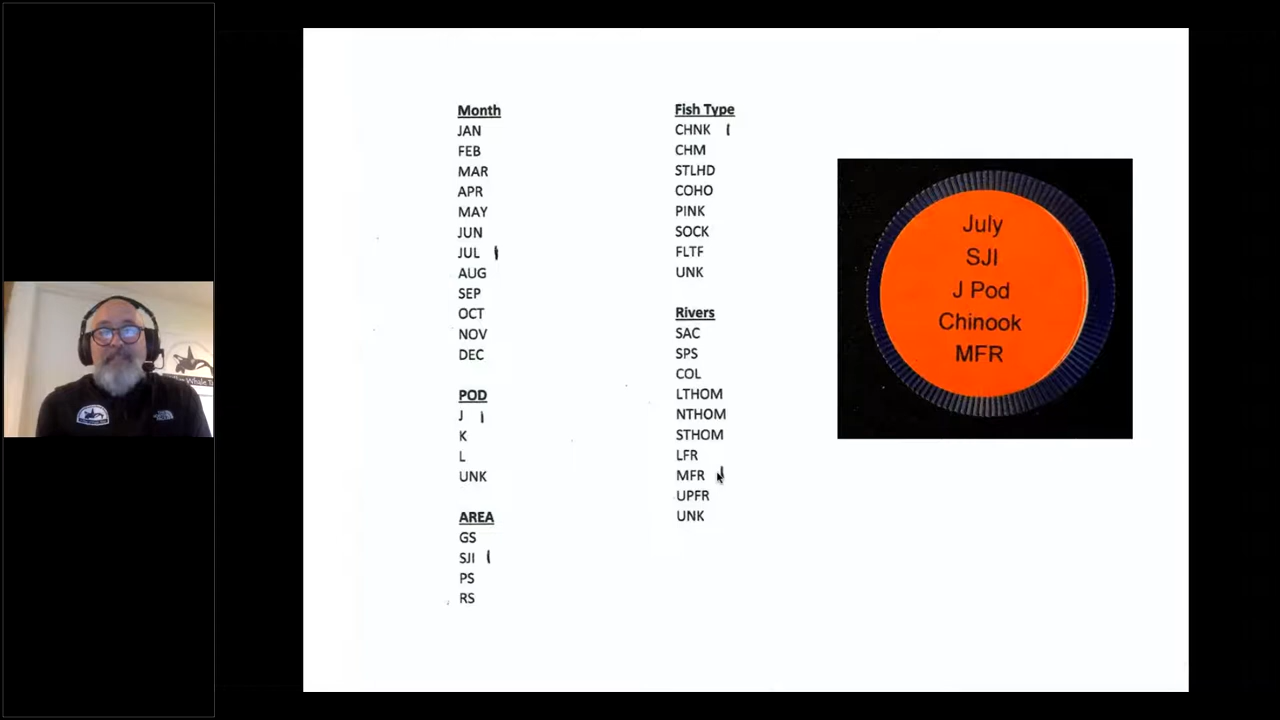 Month
JAN
FEB
MAR
APR
MAY
JUN
JUL
AUG
SEP
OCT
NOV
DEC
POD
J
K
L
UNK
AREA
GS
SJI
PS
RS
Fish Type
CHNK
CHM
STLHD
COHO
PINK
SOCK
FLTF
UNK
Rivers
SAC
SPS
COL
LTHOM
NTHOM
STHOM
LFR
MFR
UPFR
UNK
July
SJI
J Pod
Chinook
MFR